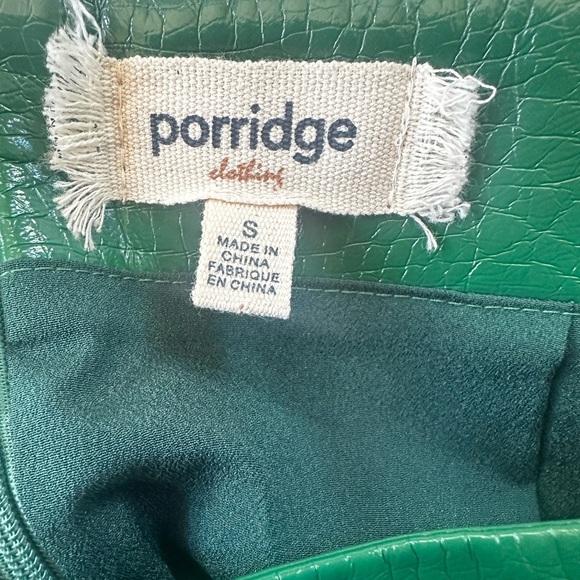 porridge
clothing
S
MADE IN
CHINA
FABRIQUE
EN CHINA